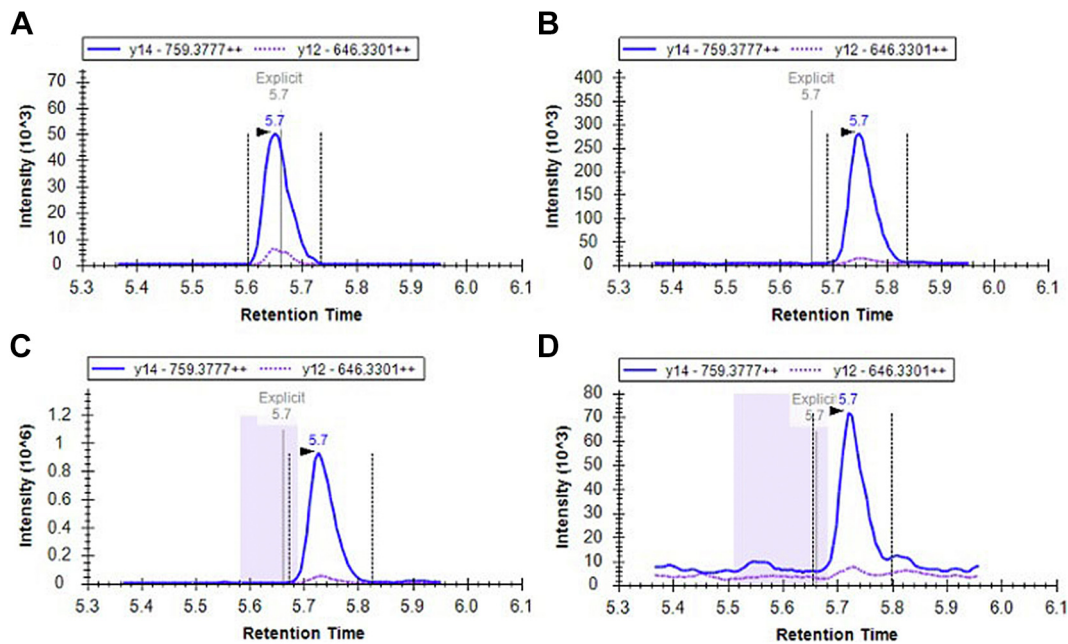 A
y14 - 759.3777++ y12 - 646.3301++
Explicit
5.7
5.7
Intensity (10^3)
70
60
50
40
30
20
10
0
5.3 5.4 5.5 5.6 5.7 5.8 5.9 6.0 6.1
Retention Time
B
y14 - 759.3777++ y12 - 646.3301++
Explicit
5.7
5.7
Intensity (10^3)
400
350
300
250
200
150
100
50
0
5.3 5.4 5.5 5.6 5.7 5.8 5.9 6.0 6.1
Retention Time
C
y14 - 759.3777++ y12 - 646.3301++
Explicit
5.7
5.7
Intensity (10^6)
1.2
1
0.8
0.6
0.4
0.2
0
5.3 5.4 5.5 5.6 5.7 5.8 5.9 6.0 6.1
Retention Time
D
y14 - 759.3777++ y12 - 646.3301++
Explicit 5.7
5.7
Intensity (10^3)
80
70
60
50
40
30
20
10
0
5.3 5.4 5.5 5.6 5.7 5.8 5.9 6.0 6.1
Retention Time